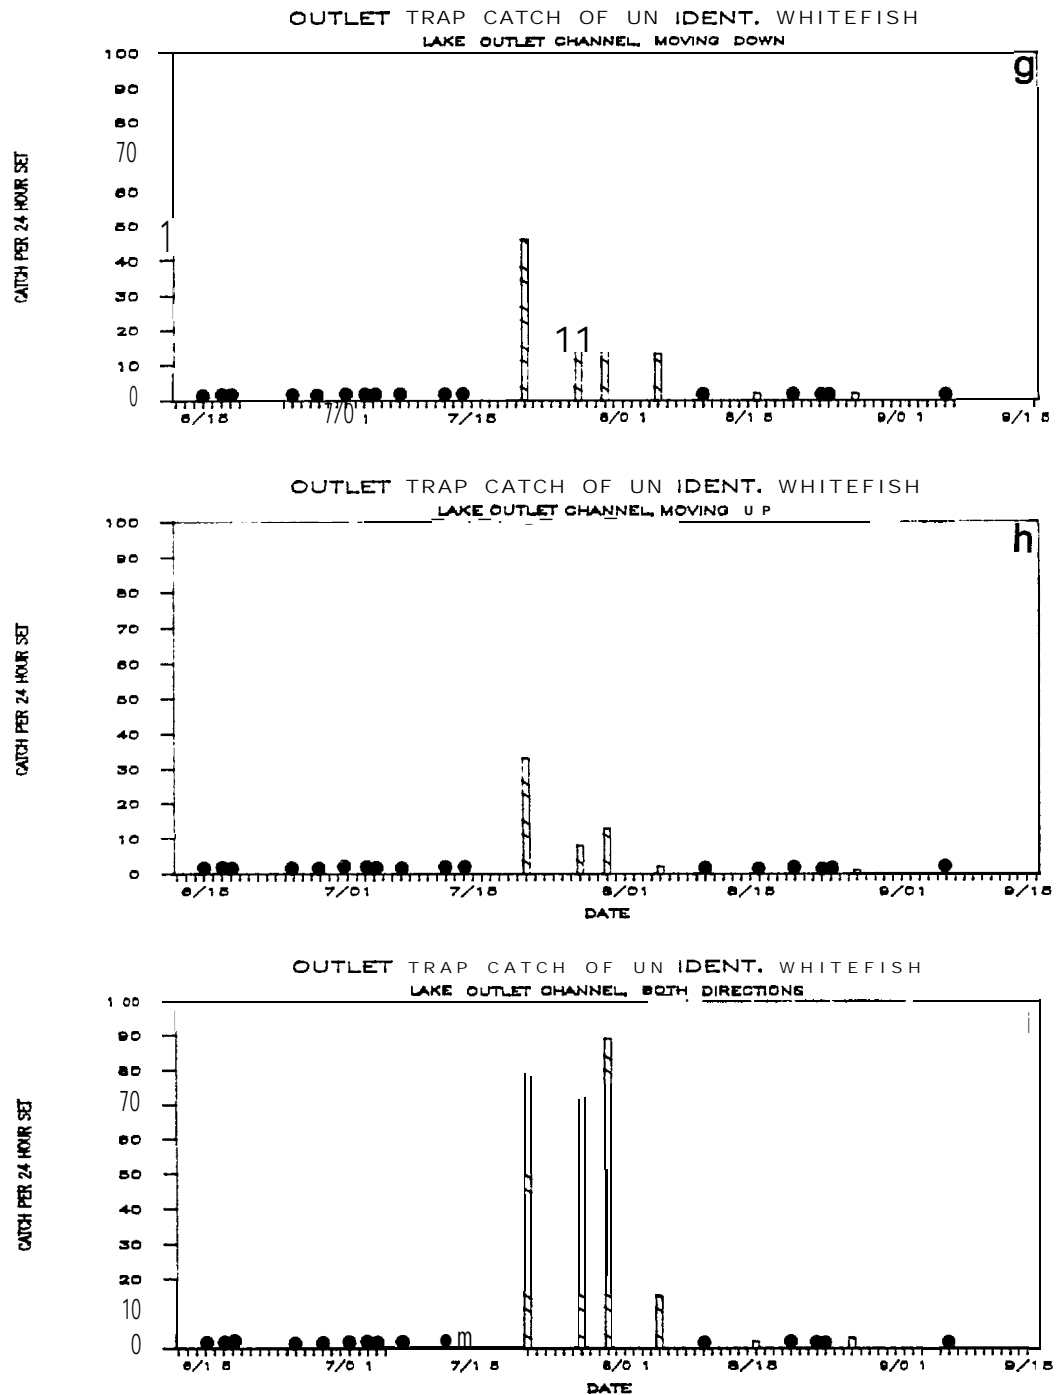 OUTLET TRAP CATCH OF UN IDENT. WHITEFISH
LAKE OUTLET CHANNEL, MOVING DOWN
g
CATCH PER 24 HOUR SET
100
90
80
70
60
50
40
30
20
10
0
1
11
6/15 7/01 7/15 8/01 8/15 9/01 9/15
OUTLET TRAP CATCH OF UN IDENT. WHITEFISH
LAKE OUTLET CHANNEL, MOVING U P
h
CATCH PER 24 HOUR SET
100
90
80
70
60
50
40
30
20
10
0
6/15 7/01 7/15 8/01 8/15 9/01 9/15
DATE
OUTLET TRAP CATCH OF UN IDENT. WHITEFISH
LAKE OUTLET CHANNEL, BOTH DIRECTIONS
i
CATCH PER 24 HOUR SET
100
90
80
70
60
50
40
30
20
10
0
m
6/15 7/01 7/15 8/01 8/15 9/01 9/15
DATE